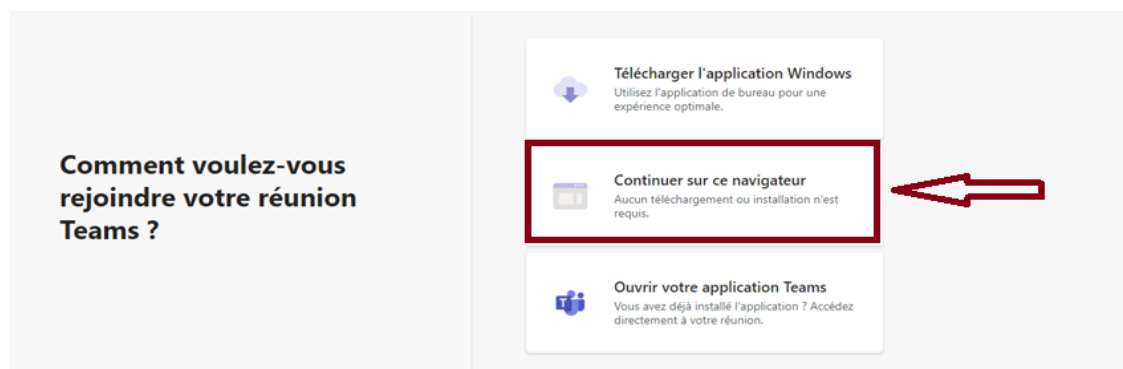 Comment voulez-vous
rejoindre votre réunion
Teams ?
Télécharger l'application Windows
Utilisez l'application de bureau pour une
expérience optimale.
Continuer sur ce navigateur
Aucun téléchargement ou installation n'est
requis.
Ouvrir votre application Teams
Vous avez déjà installé l'application ? Accédez
directement à votre réunion.